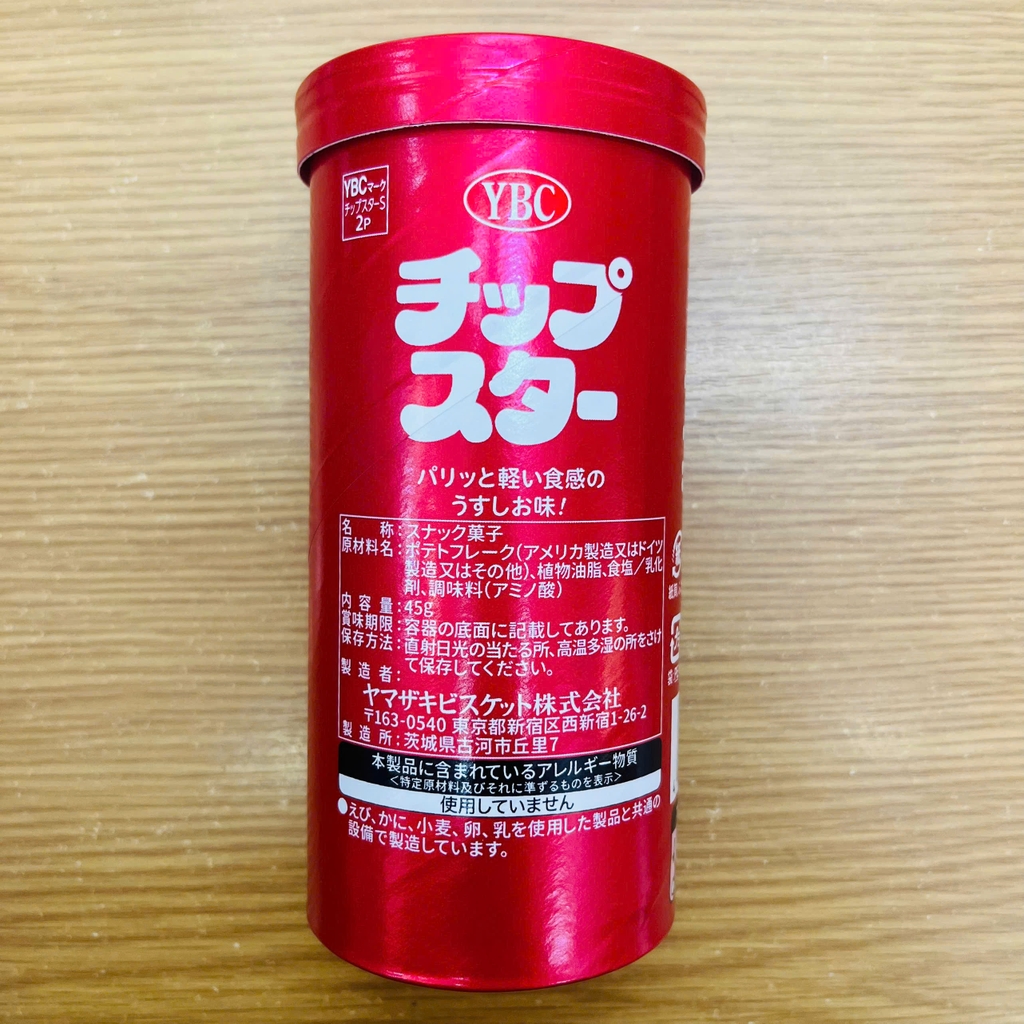 YBCマーク
チップスターS
2P
YBC
チップ
スター
パリッと軽い食感の
うすしお味!
名称:スナック菓子
原材料名:ポテトフレーク(アメリカ製造又はドイツ
製造又はその他)、植物油脂、食塩/乳化
剤、調味料(アミノ酸)
内容量:45g
賞味期限:容器の底面に記載してあります。
保存方法:直射日光の当たる所、高温多湿の所をさけ
て保存してください。
製造者:
ヤマザキビスケット株式会社
〒163-0540 東京都新宿区西新宿1-26-2
製造所:茨城県古河市丘里7
本製品に含まれているアレルギー物質
<特定原材料及びそれに準ずるものを表示>
使用していません
●えび、かに、小麦、卵、乳を使用した製品と共通の
設備で製造しています。